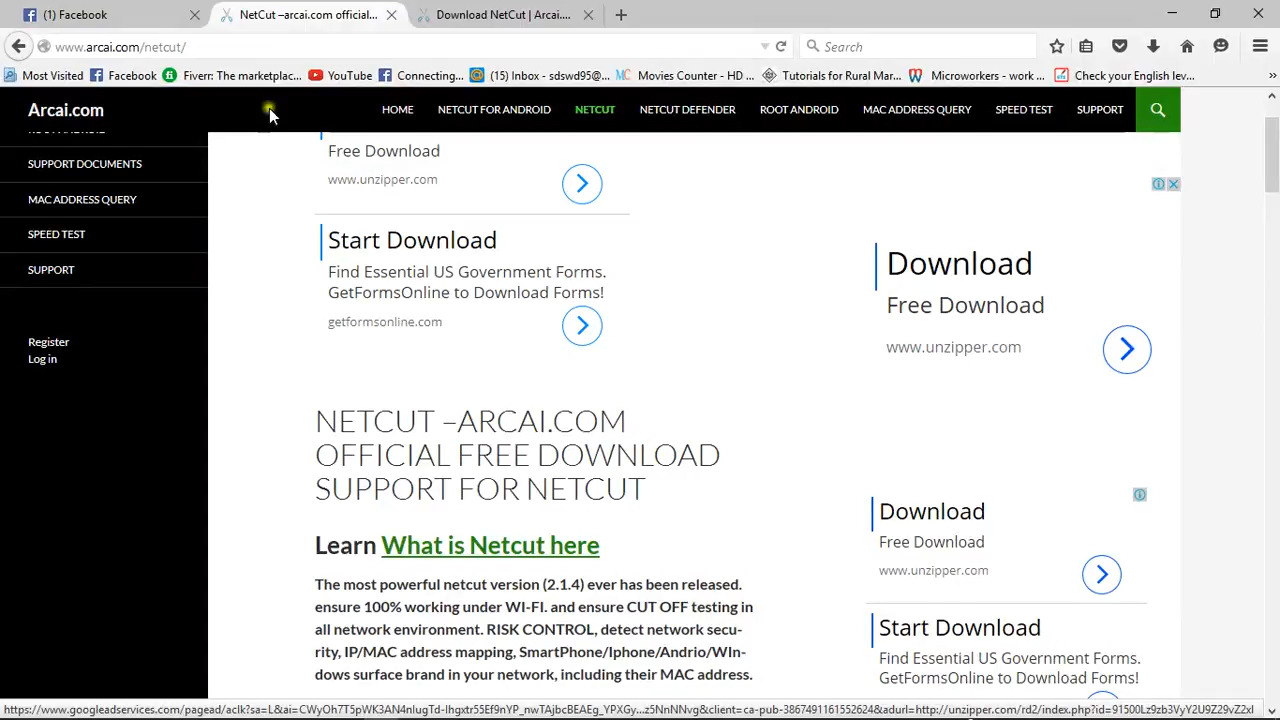 (1) Facebook
NetCut –arcai.com official...
Download NetCut | Arcai....
www.arcai.com/netcut/
Search
Most Visited
Facebook
Fiverr: The marketplac...
YouTube
Connecting...
(15) Inbox - sdswd95@...
Movies Counter - HD ...
Tutorials for Rural Mar...
Microworkers - work ...
Check your English lev...
Arcai.com
HOME
NETCUT FOR ANDROID
NETCUT
NETCUT DEFENDER
ROOT ANDROID
MAC ADDRESS QUERY
SPEED TEST
SUPPORT
ROOT ANDROID
SUPPORT DOCUMENTS
MAC ADDRESS QUERY
SPEED TEST
SUPPORT
Register
Log in
Free Download
www.unzipper.com
Start Download
Find Essential US Government Forms.
GetFormsOnline to Download Forms!
getformsonline.com
NETCUT –ARCAI.COM
OFFICIAL FREE DOWNLOAD
SUPPORT FOR NETCUT
Learn What is Netcut here
The most powerful netcut version (2.1.4) ever has been released.
ensure 100% working under WI-FI. and ensure CUT OFF testing in
all network environment. RISK CONTROL, detect network secu-
rity, IP/MAC address mapping, SmartPhone/Iphone/Andrio/WIn-
dows surface brand in your network, including their MAC address.
Download
Free Download
www.unzipper.com
Download
Free Download
www.unzipper.com
Start Download
Find Essential US Government Forms.
GetFormsOnline to Download Forms!